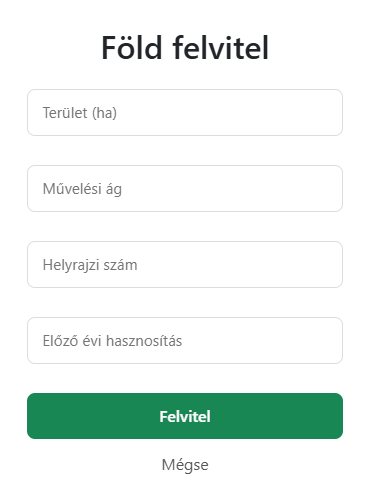 Föld felvitel
Terület (ha)
Művelési ág
Helyrajzi szám
Előző évi hasznosítás
Felvitel
Mégse